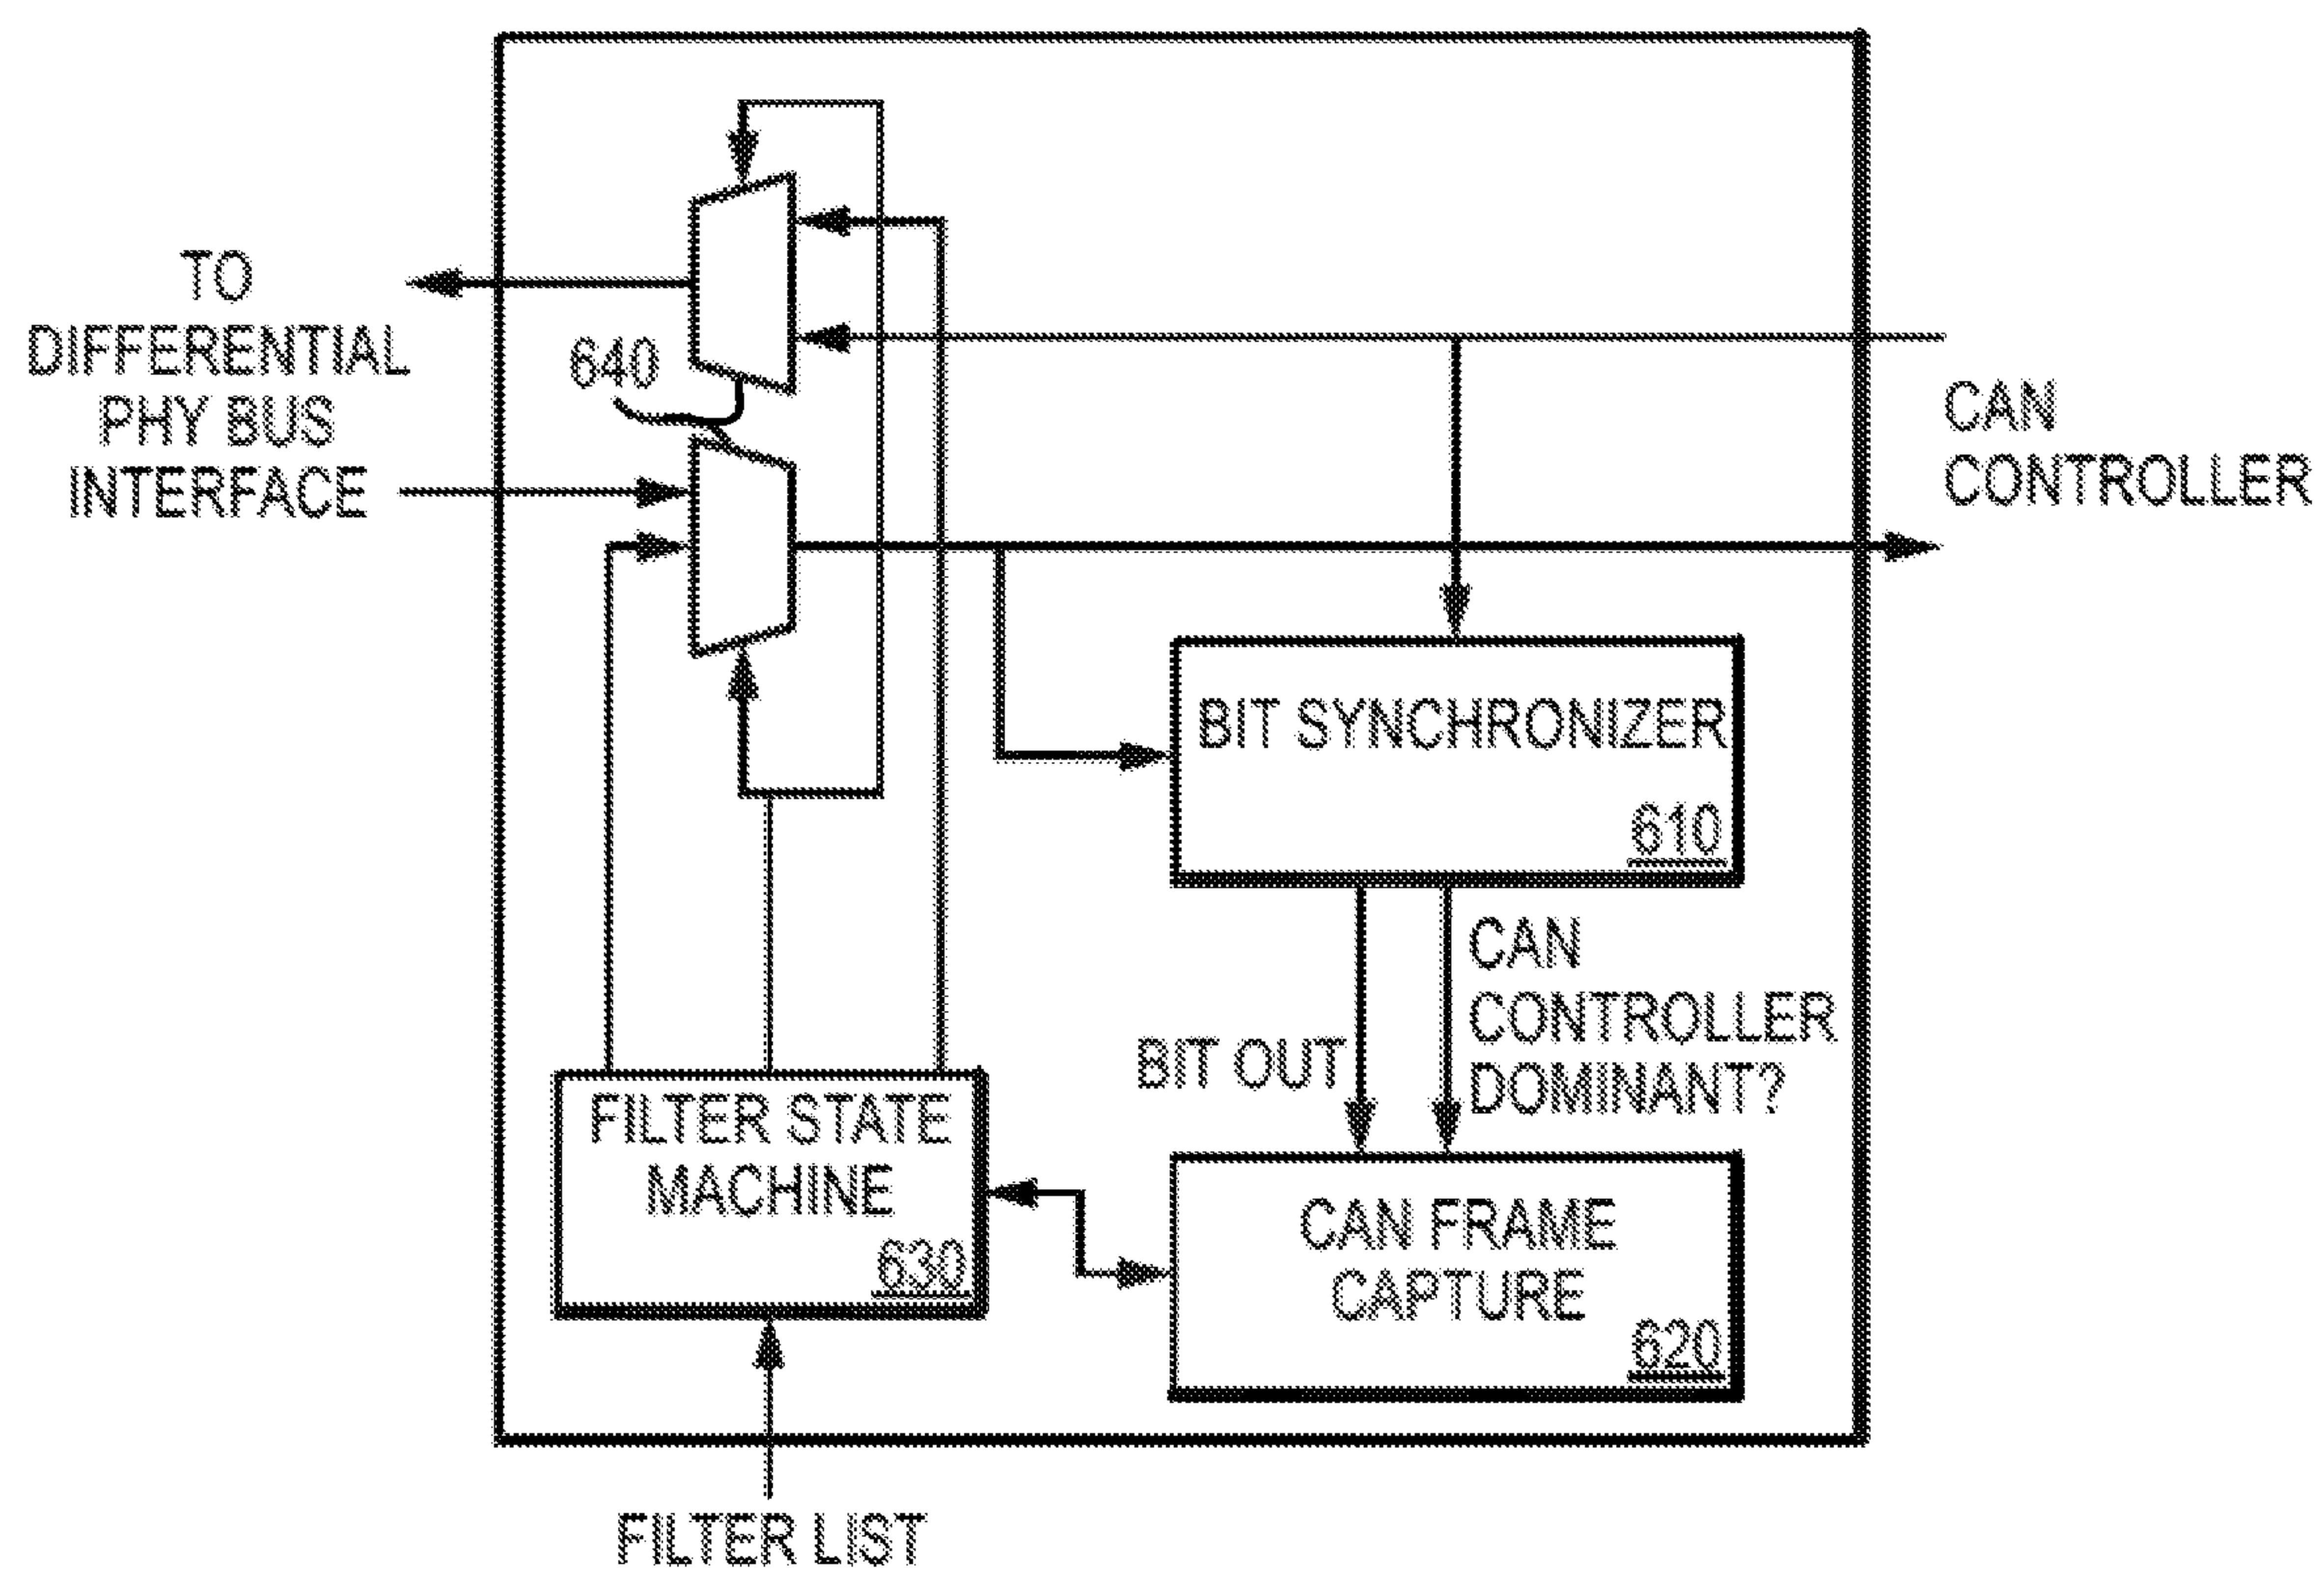 TO
DIFFERENTIAL
PHY BUS
INTERFACE
640
CAN
CONTROLLER
BIT SYNCHRONIZER
610
BIT OUT
CAN
CONTROLLER
DOMINANT?
FILTER STATE
MACHINE
630
CAN FRAME
CAPTURE
620
FILTER LIST